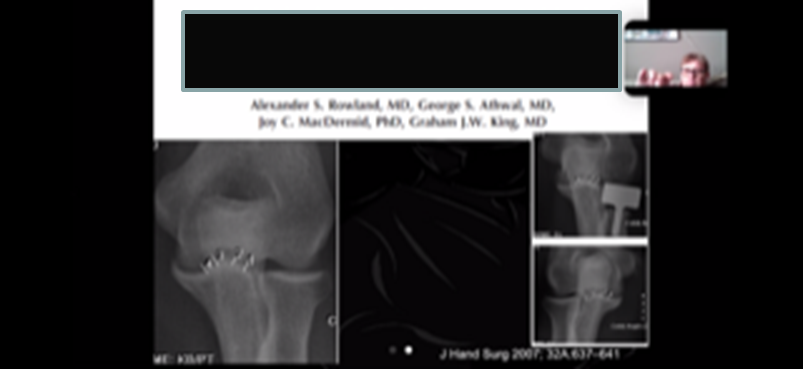 Alexander S. Rowland, MD, George S. Athwal, MD,
Joy C. MacDermid, PhD, Graham J.W. King, MD
J Hand Surg 2007; 32A:637–641